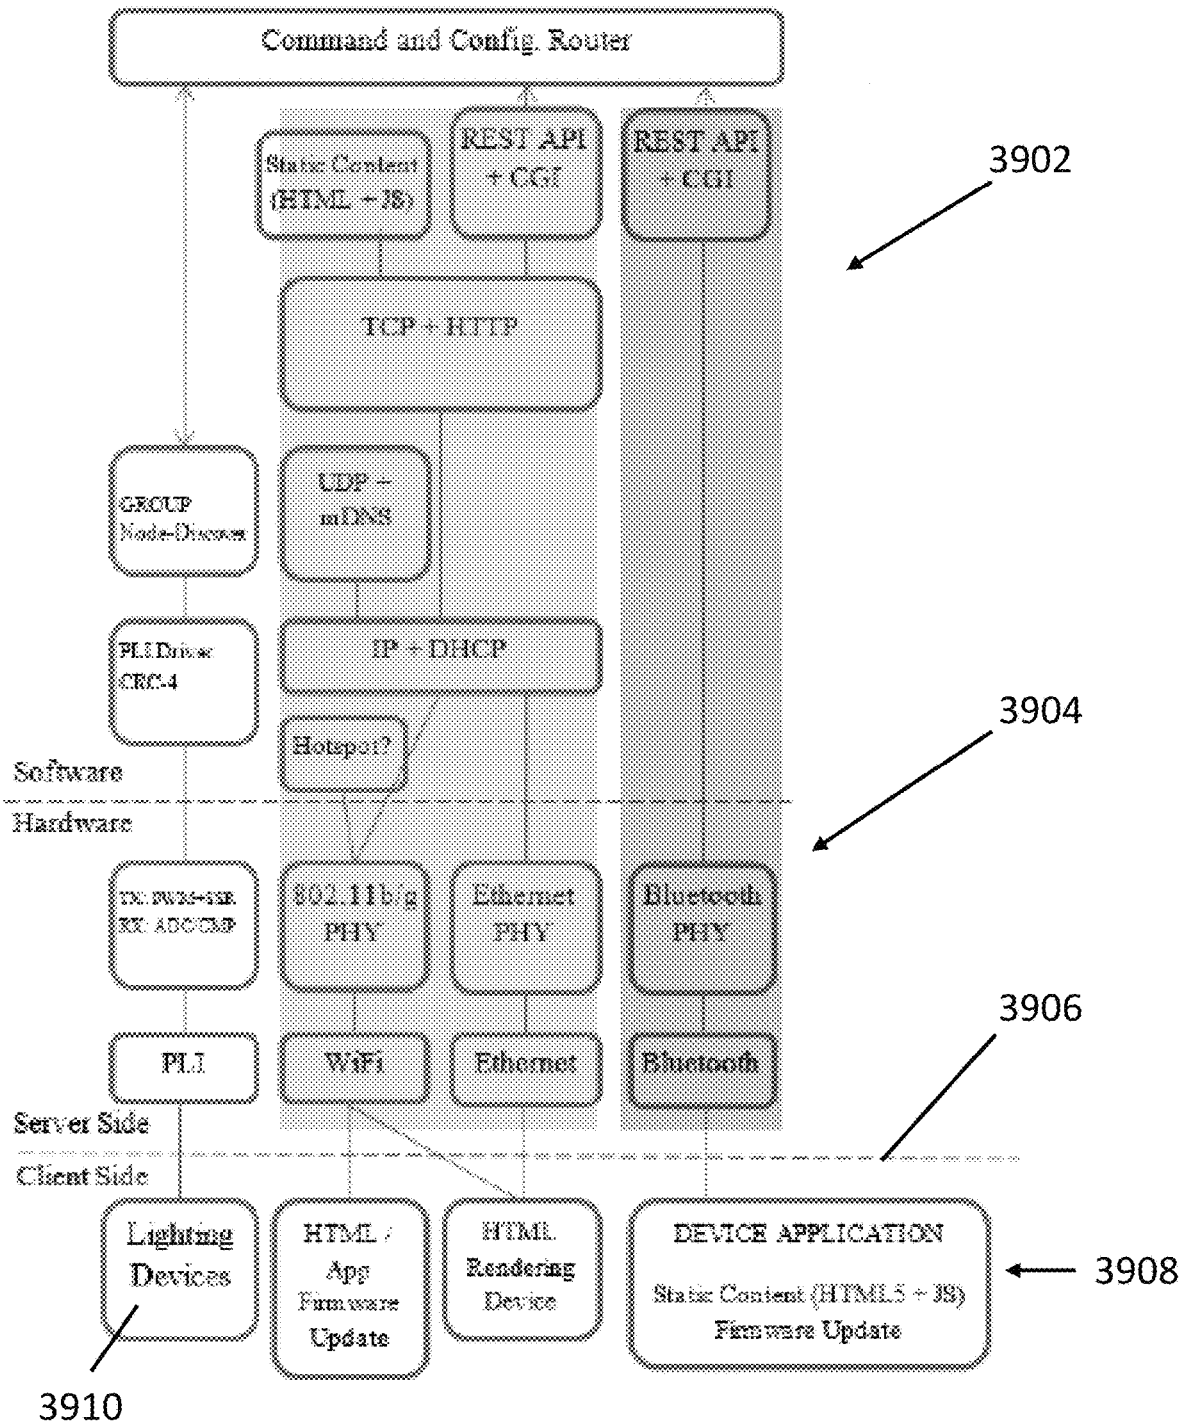 Command and Config. Router
REST API
+ CGI
REST API
+ CGI
Static Content
(HTML + JS)
3902
TCP + HTTP
GROUP
Node-Discover
UDP +
mDNS
PLI Driver
CRC-4
IP + DHCP
3904
Hotspot?
Software
Hardware
TX: 
RX: ADC/CMP
802.11b/g
PHY
Ethernet
PHY
Bluetooth
PHY
3906
PLI
WiFi
Ethernet
Bluetooth
Server Side
Client Side
Lighting
Devices
HTML /
App
Firmware
Update
HTML
Rendering
Device
DEVICE APPLICATION
Static Content (HTML5 + JS)
Firmware Update
3908
3910